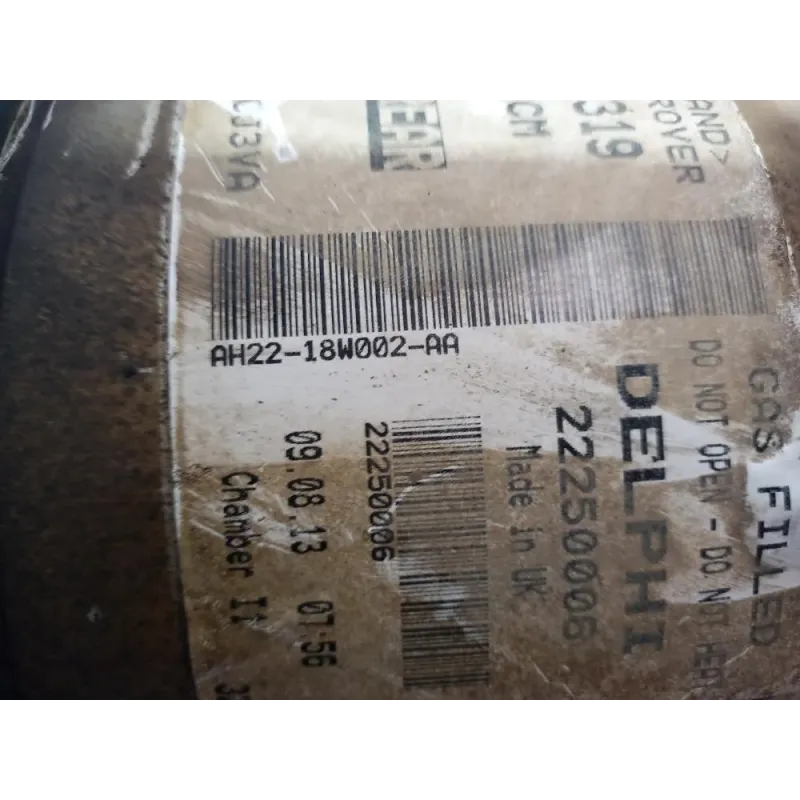 LAND>
ROVER
319
CM
REAR
AH22-18W002-AA
GAS FILLED
DO NOT OPEN - DO NOT
DELPHI
22250006
Made in UK
22250006
09.08.13 07:56
Chamber